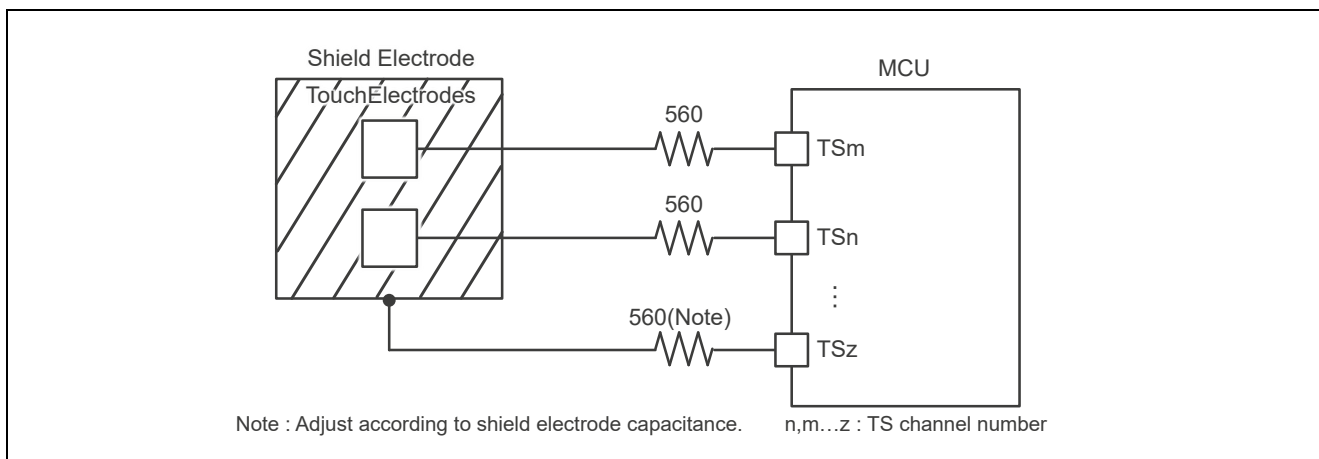 Shield Electrode
TouchElectrodes
MCU
560
TSm
560
TSn
⋮
560(Note)
TSz
Note : Adjust according to shield electrode capacitance.
n,m…z : TS channel number